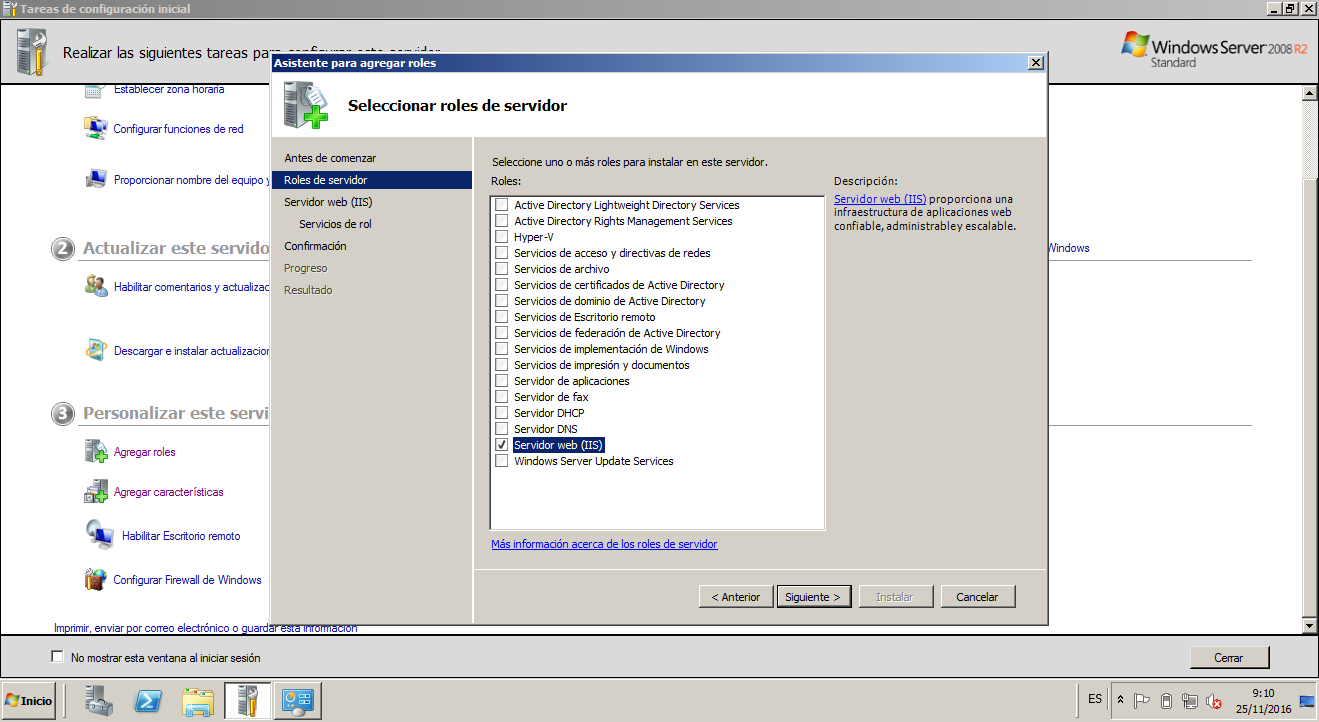 Tareas de configuración inicial
Realizar las siguientes tareas para configurar este servidor
Windows Server 2008 R2
Standard
Establecer zona horaria
Configurar funciones de red
Proporcionar nombre del equipo y
2 Actualizar este servido
Windows
Habilitar comentarios y actualizac
Descargar e instalar actualizacion
3 Personalizar este servi
Agregar roles
Agregar características
Habilitar Escritorio remoto
Configurar Firewall de Windows
Imprimir, enviar por correo electrónico o guardar esta información
Asistente para agregar roles
Seleccionar roles de servidor
Antes de comenzar
Roles de servidor
Servidor web (IIS)
Servicios de rol
Confirmación
Progreso
Resultado
Seleccione uno o más roles para instalar en este servidor.
Roles:
Active Directory Lightweight Directory Services
Active Directory Rights Management Services
Hyper-V
Servicios de acceso y directivas de redes
Servicios de archivo
Servicios de certificados de Active Directory
Servicios de dominio de Active Directory
Servicios de Escritorio remoto
Servicios de federación de Active Directory
Servicios de implementación de Windows
Servicios de impresión y documentos
Servidor de aplicaciones
Servidor de fax
Servidor DHCP
Servidor DNS
Servidor web (IIS)
Windows Server Update Services
Descripción:
Servidor web (IIS) proporciona una
infraestructura de aplicaciones web
confiable, administrable y escalable.
Más información acerca de los roles de servidor
< Anterior
Siguiente >
Instalar
Cancelar
No mostrar esta ventana al iniciar sesión
Cerrar
Inicio
ES
9:10
25/11/2016